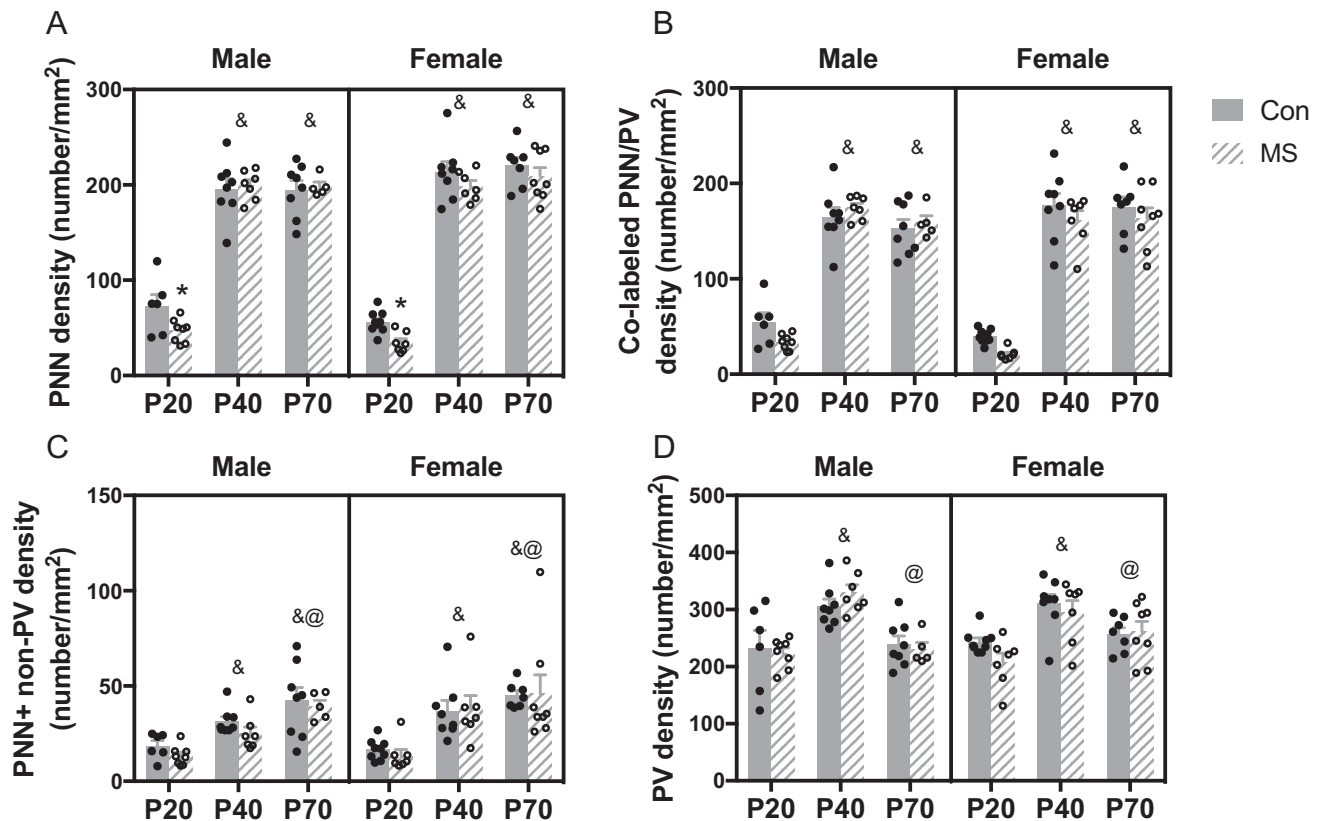 A
Male Female
PNN density (number/mm²)
300
200
100
0
& & & &
* *
P20 P40 P70 P20 P40 P70
B
Male Female
Co-labeled PNN/PV
density (number/mm²)
300
200
100
0
& & & &
P20 P40 P70 P20 P40 P70
Con
MS
C
Male Female
PNN+ non-PV density
(number/mm²)
150
100
50
0
& &@ & &@
P20 P40 P70 P20 P40 P70
D
Male Female
PV density (number/mm²)
500
400
300
200
100
0
& @ & @
P20 P40 P70 P20 P40 P70